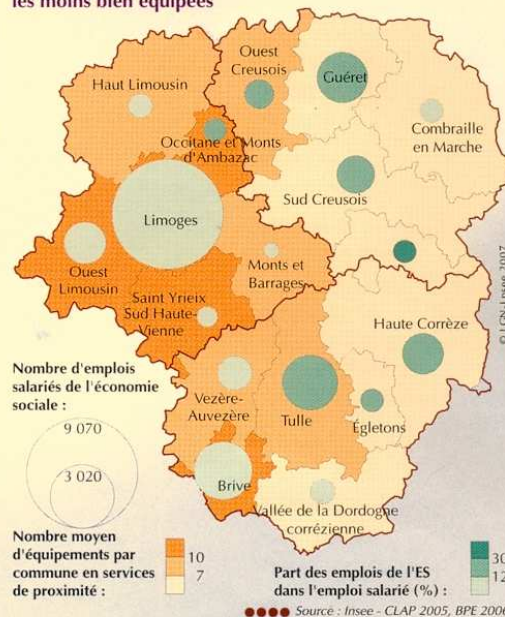 les moins bien équipées
Ouest
Creusois
Guéret
Haut Limousin
Combraille
en Marche
Occitane et Monts
d'Ambazac
Sud Creusois
Limoges
Ouest
Limousin
Monts et
Barrages
Saint Yrieix
Sud Haute-
Vienne
Haute Corrèze
Nombre d'emplois
salariés de l'économie
sociale :
9 070
3 020
Vezère-
Auvezère
Tulle
Égletons
Brive
Vallée de la Dordogne
corrézienne
Nombre moyen
d'équipements par
commune en services
de proximité :
10
7
Part des emplois de l'ES
dans l'emploi salarié (%) :
30
12
Source : Insee - CLAP 2005, BPE 2006
© IGN-Insee 2007